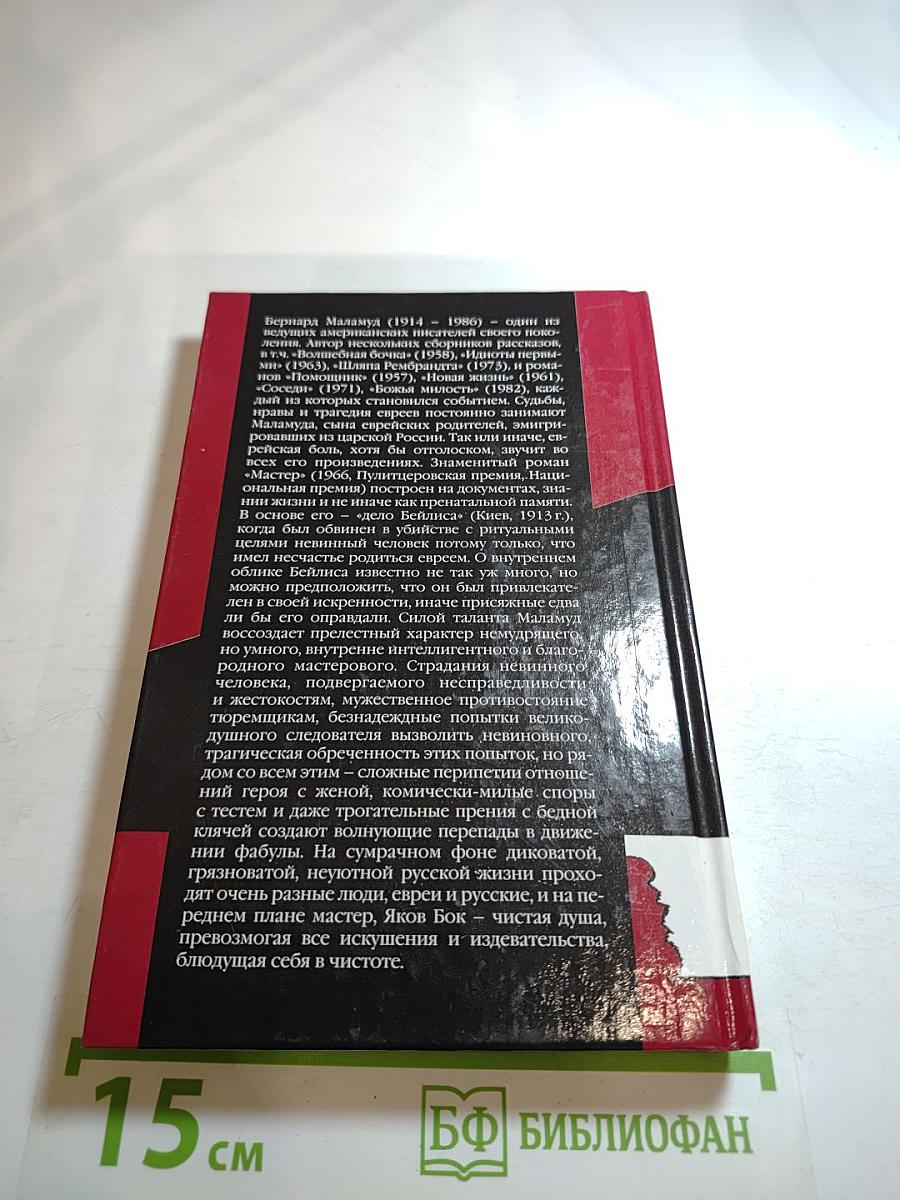 Бернард Маламуд (1914 – 1986) – один из
ведущих американских писателей своего поко-
ления. Автор нескольких сборников рассказов,
в т.ч. «Волшебная бочка» (1958), «Идиоты первы-
ми» (1963), «Шляпа Рембрандта» (1973), и рома-
нов «Помощник» (1957), «Новая жизнь» (1961),
«Соседи» (1971), «Божья милость» (1982), каж-
дый из которых становился событием. Судьбы,
нравы и трагедия евреев постоянно занимают
Маламуда, сына еврейских родителей, эмигри-
ровавших из царской России. Так или иначе, ев-
рейская боль, хотя бы отголоском, звучит во
всех его произведениях. Знаменитый роман
«Мастер» (1966, Пулитцеровская премия, Наци-
ональная премия) построен на документах, зна-
нии жизни и не иначе как пренатальной памяти.
В основе его – «дело Бейлиса» (Киев, 1913 г.),
когда был обвинен в убийстве с ритуальными
целями невинный человек потому только, что
имел несчастье родиться евреем. О внутреннем
облике Бейлиса известно не так уж много, но
можно предположить, что он был привлекате-
лен в своей искренности, иначе присяжные едва
ли бы его оправдали. Силой таланта Маламуд
воссоздает прелестный характер немудрящего,
но умного, внутренне интеллигентного и благо-
родного мастерового. Страдания невинного
человека, подвергаемого несправедливости
и жестокостям, мужественное противостояние
тюремщикам, безнадежные попытки велико-
душного следователя вызволить невиновного,
трагическая обреченность этих попыток, но ря-
дом со всем этим – сложные перипетии отноше-
ний героя с женой, комически-милые споры
с тестем и даже трогательные прения с бедной
клячей создают волнующие перепады в движе-
нии фабулы. На сумрачном фоне диковатой,
грязноватой, неуютной русской жизни прохо-
дят очень разные люди, евреи и русские, и на пе-
реднем плане мастер, Яков Бок – чистая душа,
превозмогая все искушения и издевательства,
блюдущая себя в чистоте.
15 см
БФ БИБЛИОФАН